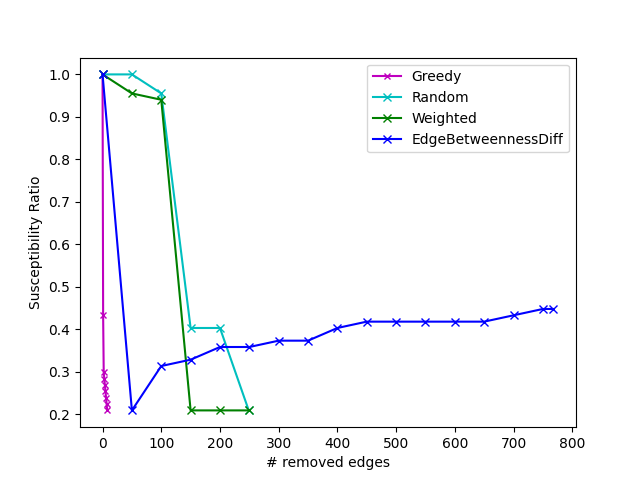 Greedy
Random
Weighted
EdgeBetweennessDiff
Susceptibility Ratio
1.0
0.9
0.8
0.7
0.6
0.5
0.4
0.3
0.2
0 100 200 300 400 500 600 700 800
# removed edges